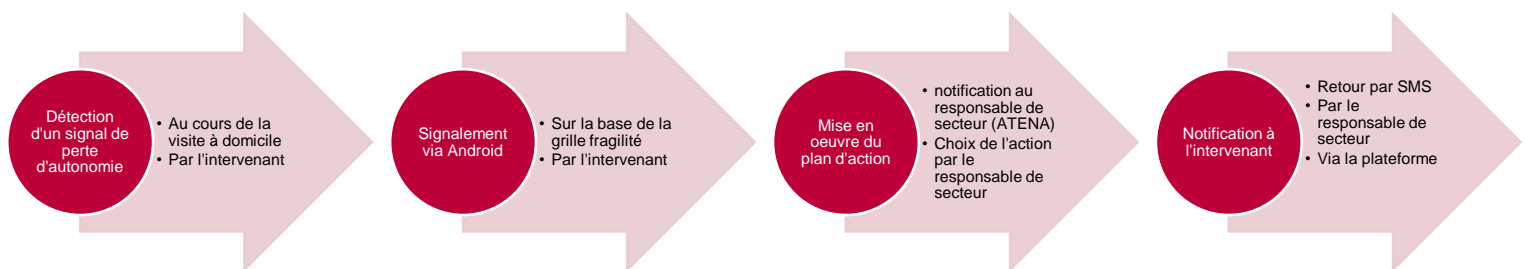 Détection
d'un signal de
perte
d'autonomie
• Au cours de la
visite à domicile
• Par l'intervenant
Signalement
via Android
• Sur la base de la
grille fragilité
• Par l'intervenant
Mise en
oeuvre du
plan d'action
• notification au
responsable de
secteur (ATENA)
• Choix de l'action
par le
responsable de
secteur
Notification à
l'intervenant
• Retour par SMS
• Par le
responsable de
secteur
• Via la plateforme